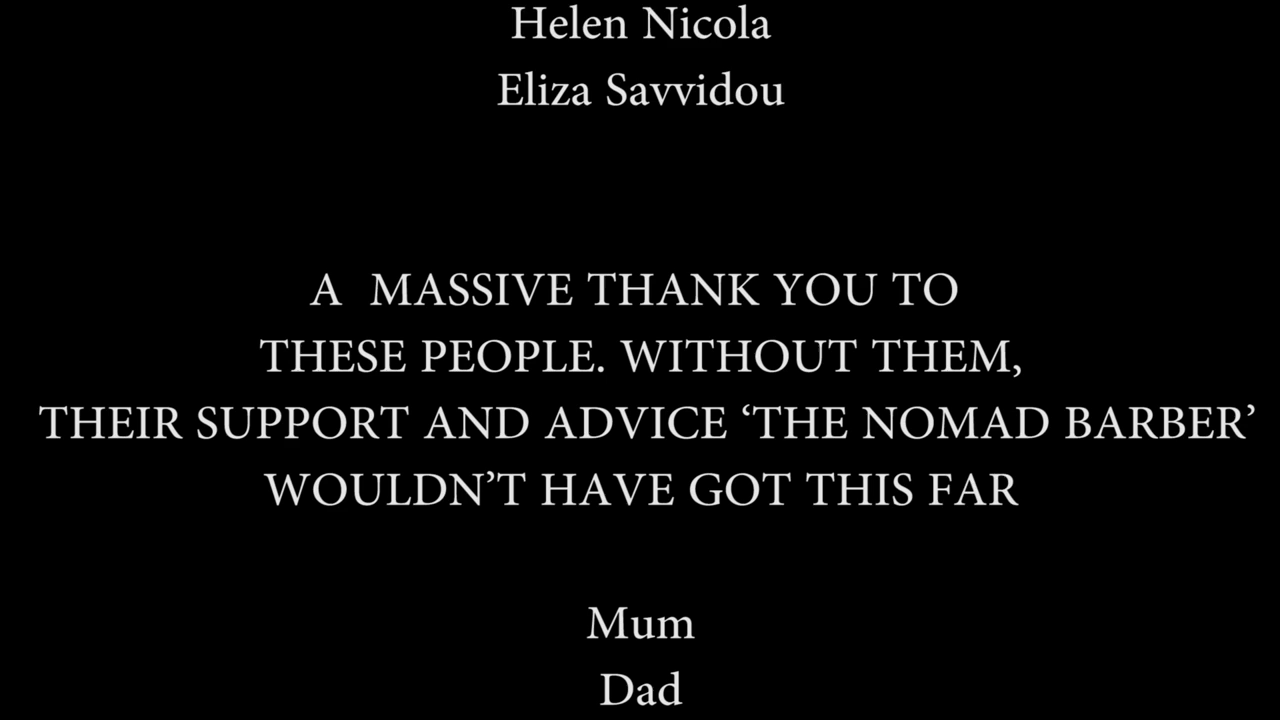 Helen Nicola
Eliza Savvidou
A MASSIVE THANK YOU TO
THESE PEOPLE. WITHOUT THEM,
THEIR SUPPORT AND ADVICE ‘THE NOMAD BARBER’
WOULDN’T HAVE GOT THIS FAR
Mum
Dad